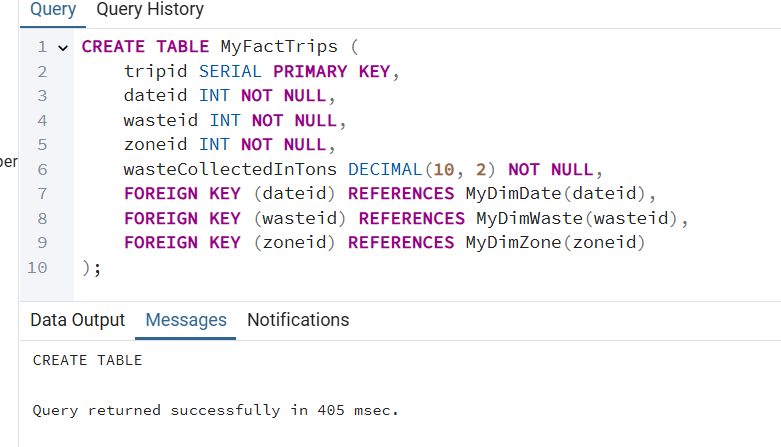 Query Query History
1 CREATE TABLE MyFactTrips (
2 tripid SERIAL PRIMARY KEY,
3 dateid INT NOT NULL,
4 wasteid INT NOT NULL,
5 zoneid INT NOT NULL,
6 wasteCollectedInTons DECIMAL(10, 2) NOT NULL,
7 FOREIGN KEY (dateid) REFERENCES MyDimDate(dateid),
8 FOREIGN KEY (wasteid) REFERENCES MyDimWaste(wasteid),
9 FOREIGN KEY (zoneid) REFERENCES MyDimZone(zoneid)
10 );
Data Output Messages Notifications
CREATE TABLE
Query returned successfully in 405 msec.